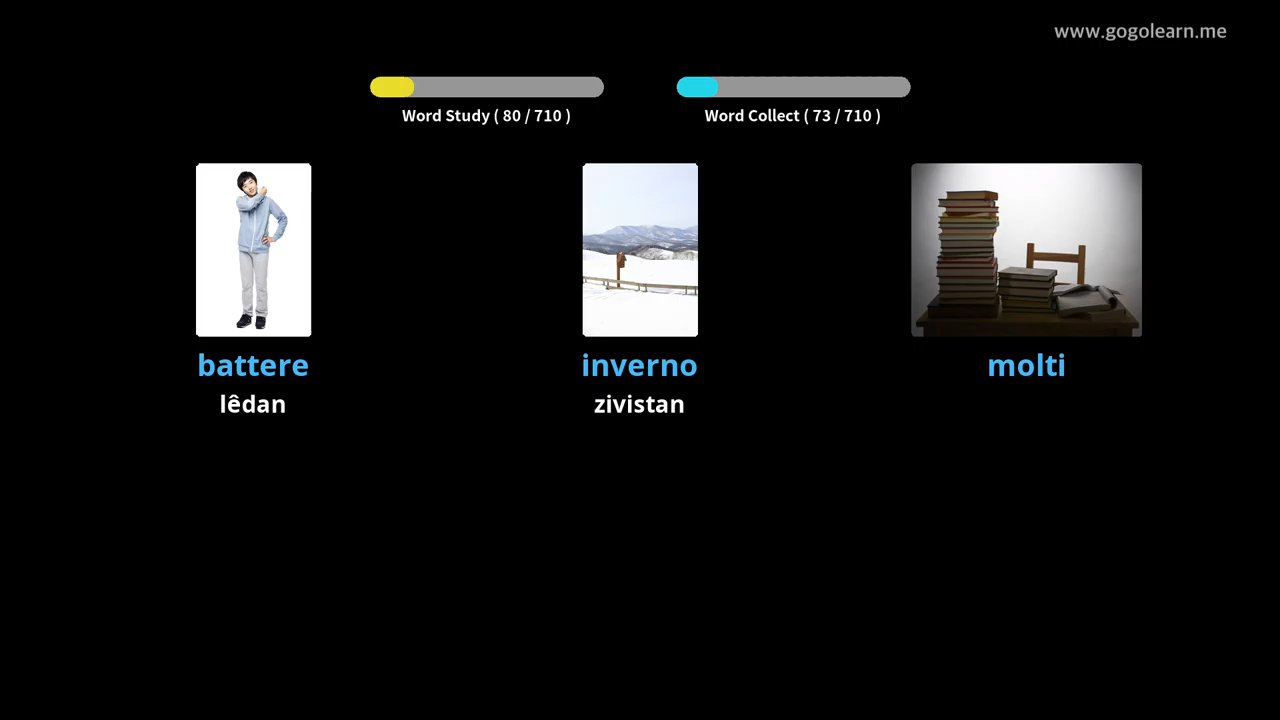 www.gogolearn.me
Word Study ( 80 / 710 )
Word Collect ( 73 / 710 )
battere
inverno
molti
lêdan
zivistan